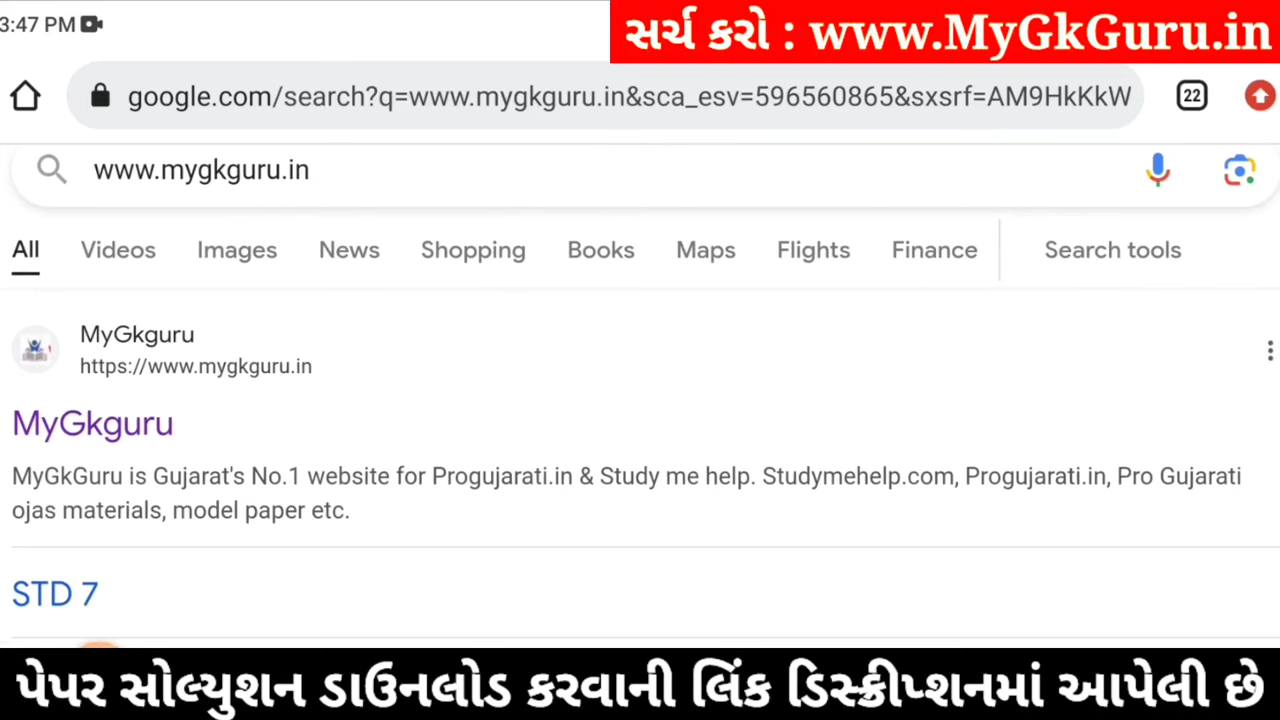 3:47 PM
સર્ચ કરો : www.MyGkGuru.in
google.com/search?q=www.mygkguru.in&sca_esv=596560865&sxsrf=AM9HkKkW
22
www.mygkguru.in
All Videos Images News Shopping Books Maps Flights Finance Search tools
MyGkguru
https://www.mygkguru.in
MyGkguru
MyGkGuru is Gujarat's No.1 website for Progujarati.in & Study me help. Studymehelp.com, Progujarati.in, Pro Gujarati
ojas materials, model paper etc.
STD 7
પેપર સોલ્યુશન ડાઉનલોડ કરવાની લિંક ડિસ્ક્રીપ્શનમાં આપેલી છે